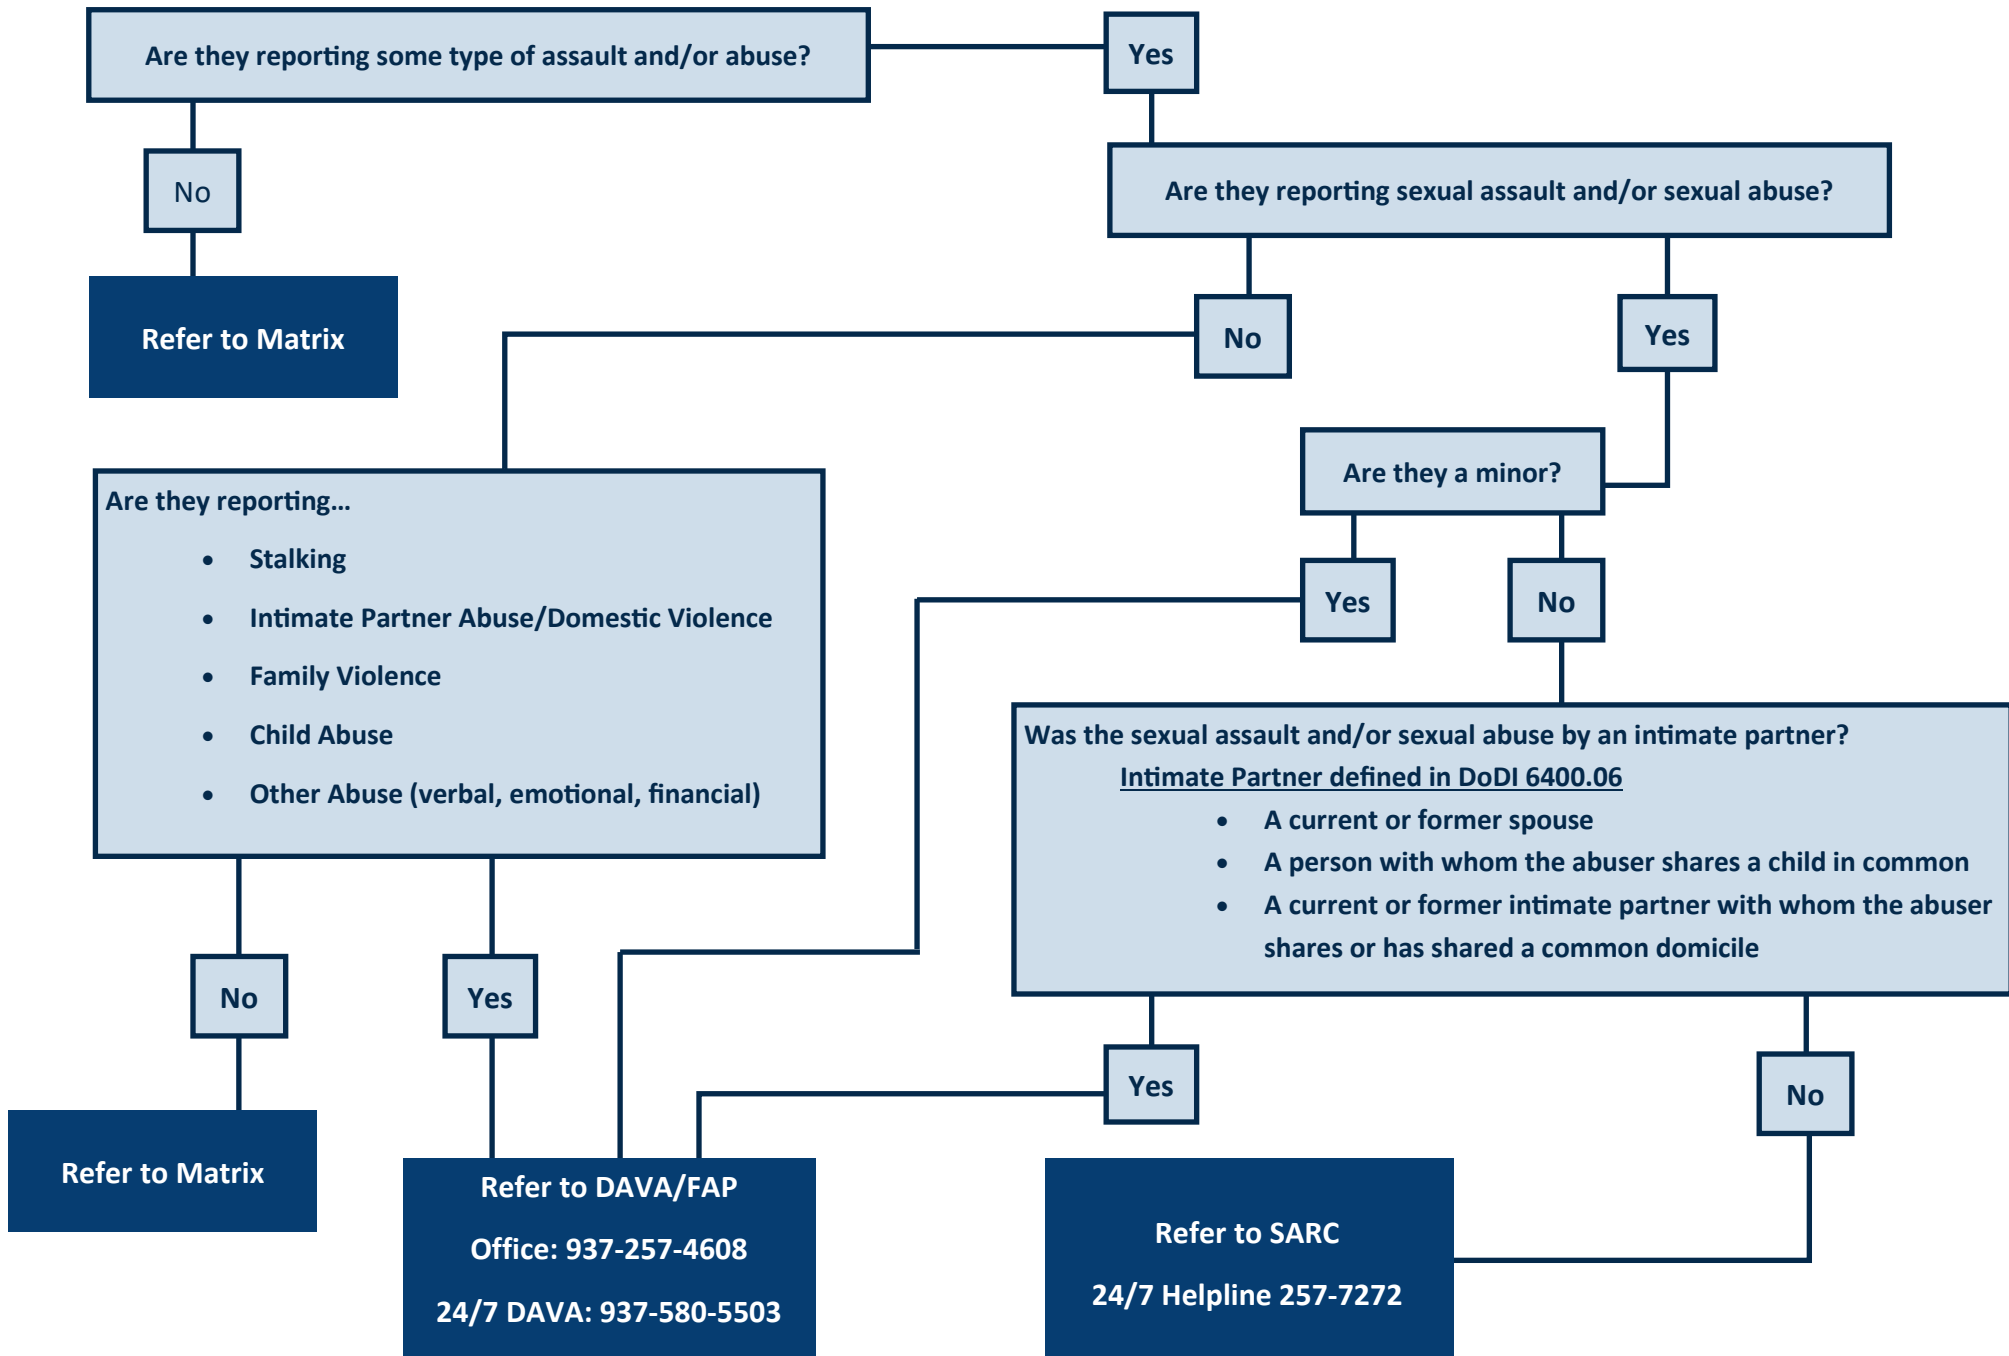 Are they reporting some type of assault and/or abuse?
Yes
No
Are they reporting sexual assault and/or sexual abuse?
Refer to Matrix
No
Yes
Are they a minor?
Yes
No
Are they reporting…
• Stalking
• Intimate Partner Abuse/Domestic Violence
• Family Violence
• Child Abuse
• Other Abuse (verbal, emotional, financial)
Was the sexual assault and/or sexual abuse by an intimate partner?
Intimate Partner defined in DoDI 6400.06
• A current or former spouse
• A person with whom the abuser shares a child in common
• A current or former intimate partner with whom the abuser
shares or has shared a common domicile
No
Yes
Yes
No
Refer to Matrix
Refer to DAVA/FAP
Office: 937-257-4608
24/7 DAVA: 937-580-5503
Refer to SARC
24/7 Helpline 257-7272